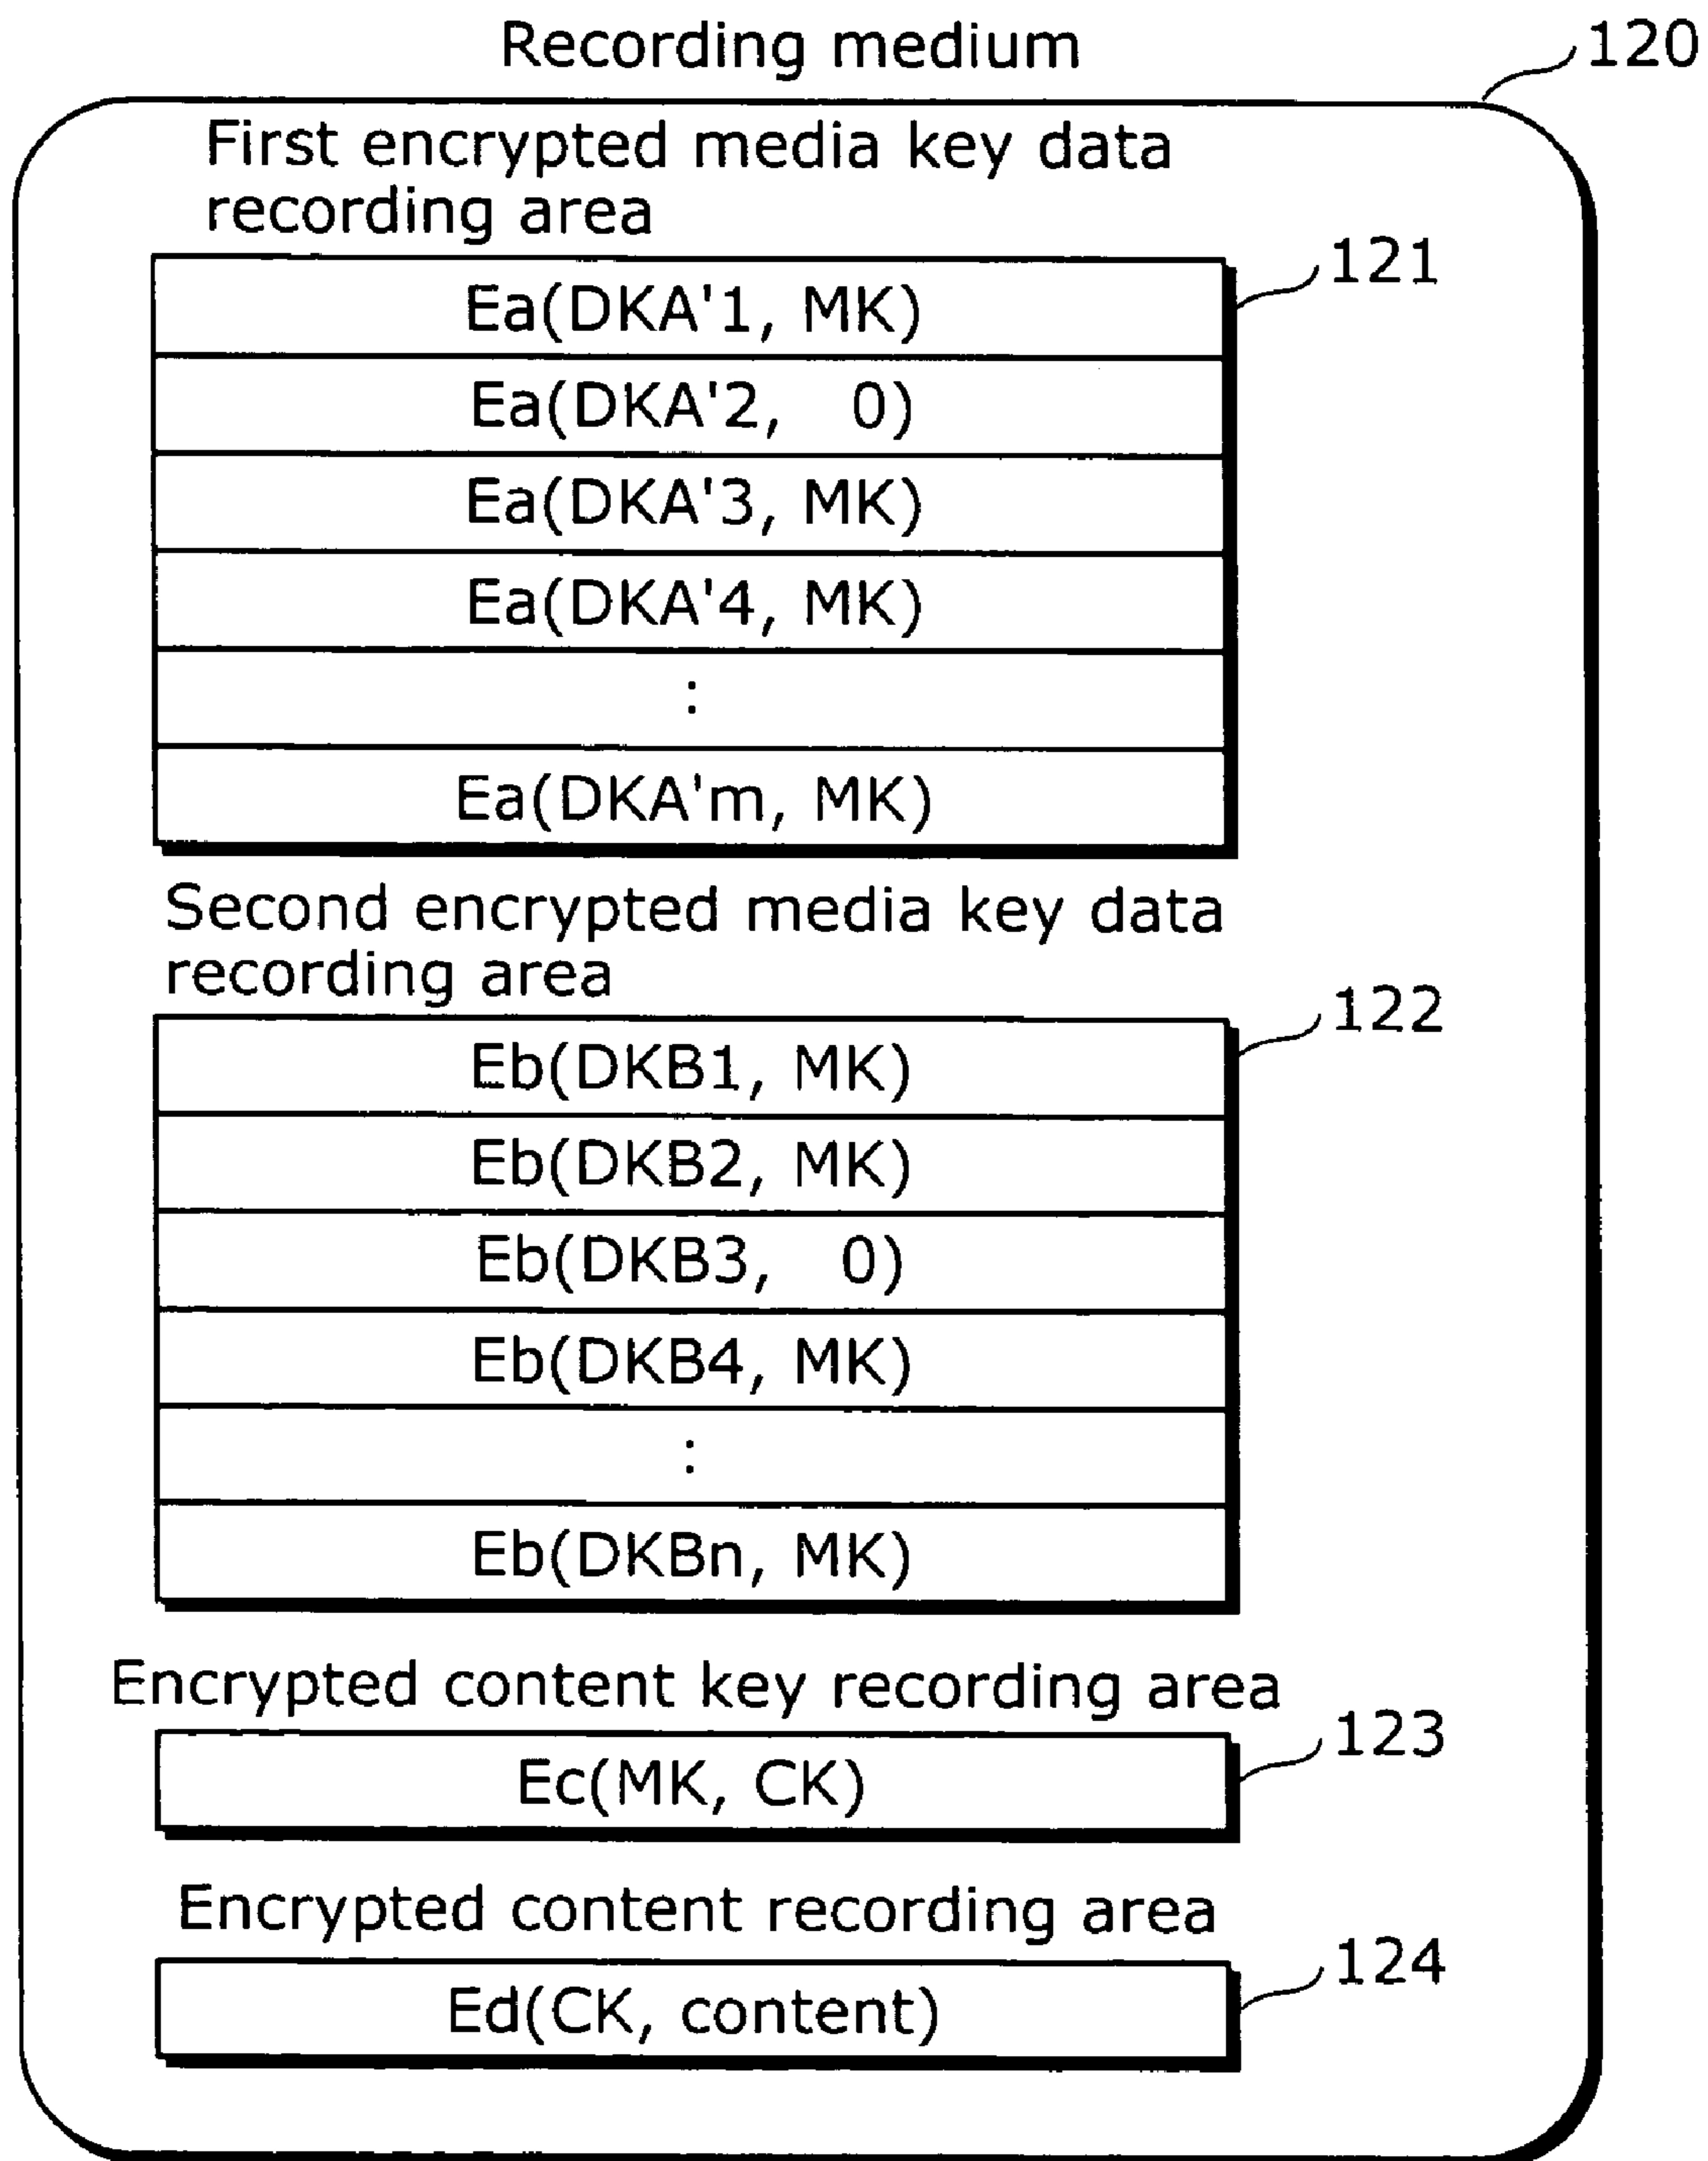 Recording medium
120
First encrypted media key data
recording area
121
Ea(DKA'1, MK)
Ea(DKA'2, 0)
Ea(DKA'3, MK)
Ea(DKA'4, MK)
:
Ea(DKA'm, MK)
Second encrypted media key data
recording area
122
Eb(DKB1, MK)
Eb(DKB2, MK)
Eb(DKB3, 0)
Eb(DKB4, MK)
:
Eb(DKBn, MK)
Encrypted content key recording area
123
Ec(MK, CK)
Encrypted content recording area
124
Ed(CK, content)